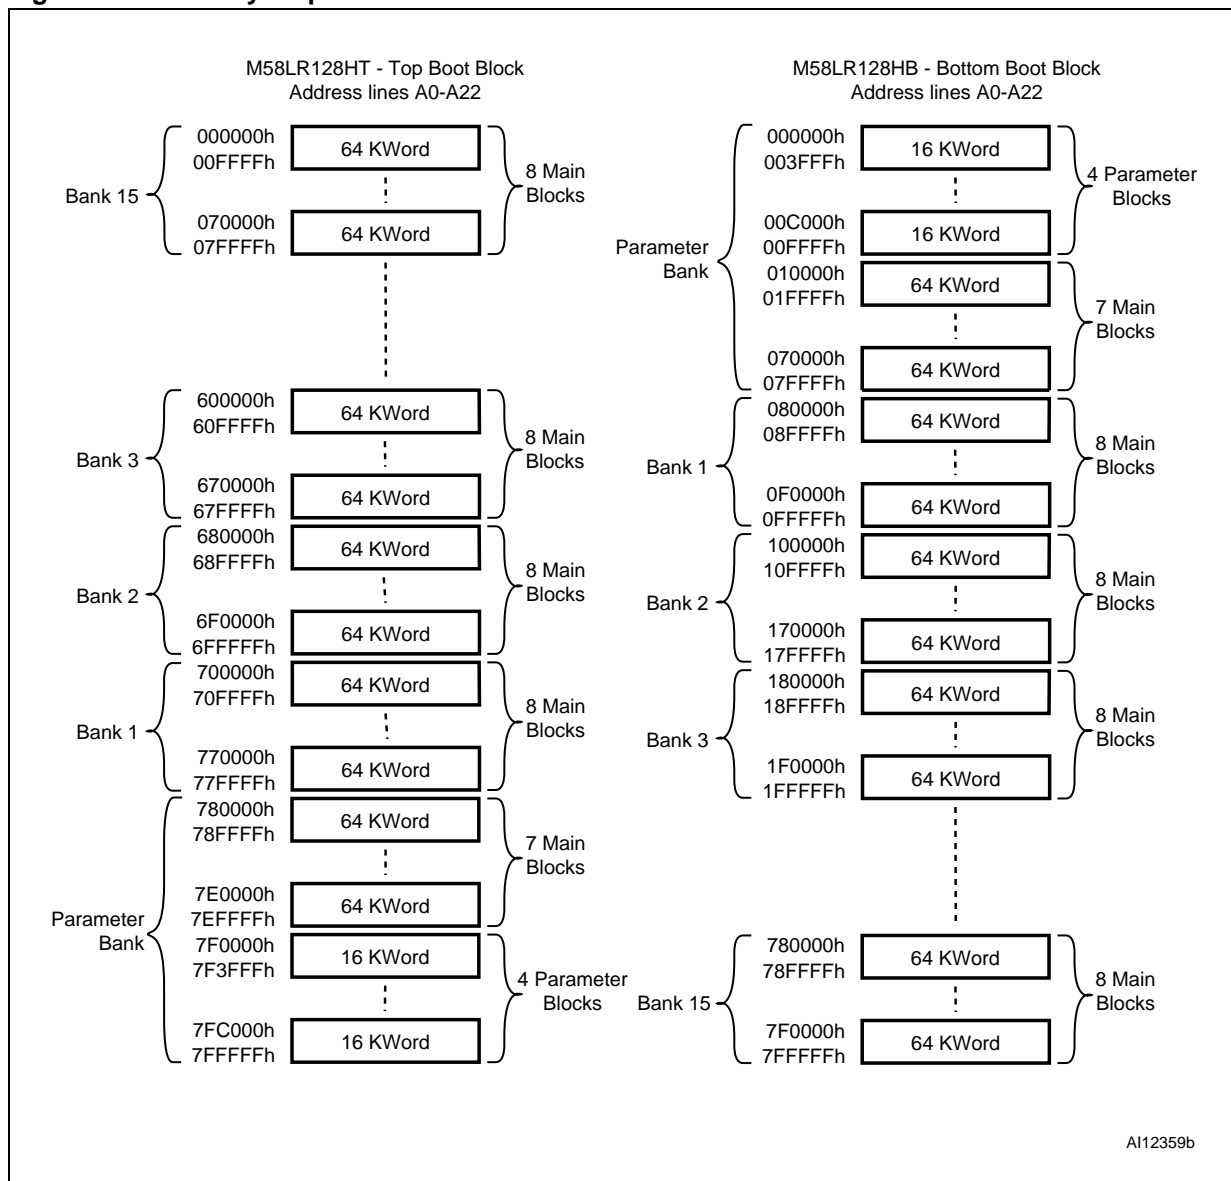 M58LR128HT - Top Boot Block
Address lines A0-A22
Bank 15
000000h
00FFFFh
64 KWord
070000h
07FFFFh
64 KWord
8 Main
Blocks
Bank 3
600000h
60FFFFh
64 KWord
670000h
67FFFFh
64 KWord
8 Main
Blocks
Bank 2
680000h
68FFFFh
64 KWord
6F0000h
6FFFFFh
64 KWord
8 Main
Blocks
Bank 1
700000h
70FFFFh
64 KWord
770000h
77FFFFh
64 KWord
8 Main
Blocks
Parameter
Bank
780000h
78FFFFh
64 KWord
7E0000h
7EFFFFh
64 KWord
7 Main
Blocks
7F0000h
7F3FFFh
16 KWord
7FC000h
7FFFFFh
16 KWord
4 Parameter
Blocks
M58LR128HB - Bottom Boot Block
Address lines A0-A22
Parameter
Bank
000000h
003FFFh
16 KWord
00C000h
00FFFFh
16 KWord
4 Parameter
Blocks
010000h
01FFFFh
64 KWord
070000h
07FFFFh
64 KWord
7 Main
Blocks
Bank 1
080000h
08FFFFh
64 KWord
0F0000h
0FFFFFh
64 KWord
8 Main
Blocks
Bank 2
100000h
10FFFFh
64 KWord
170000h
17FFFFh
64 KWord
8 Main
Blocks
Bank 3
180000h
18FFFFh
64 KWord
1F0000h
1FFFFFh
64 KWord
8 Main
Blocks
Bank 15
780000h
78FFFFh
64 KWord
7F0000h
7FFFFFh
64 KWord
8 Main
Blocks
AI12359b